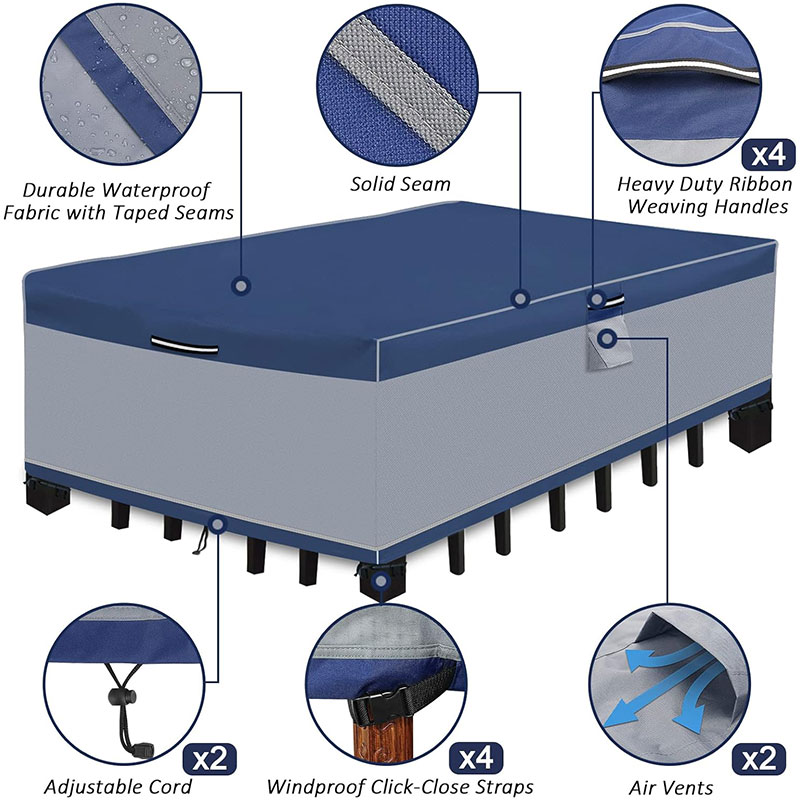 Durable Waterproof
Fabric with Taped Seams
Solid Seam
x4
Heavy Duty Ribbon
Weaving Handles
x2
Adjustable Cord
x4
Windproof Click-Close Straps
x2
Air Vents